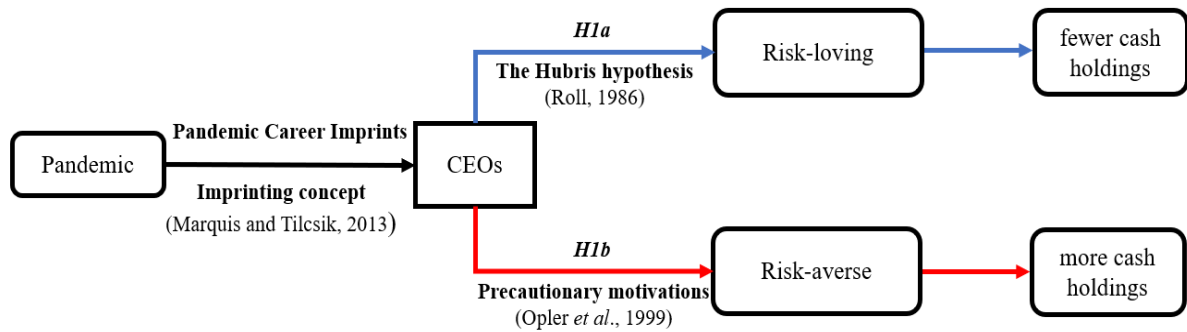 Pandemic
Pandemic Career Imprints
Imprinting concept
(Marquis and Tilcsik, 2013)
CEOs
H1a
The Hubris hypothesis
(Roll, 1986)
Risk-loving
fewer cash
holdings
H1b
Precautionary motivations
(Opler et al., 1999)
Risk-averse
more cash
holdings